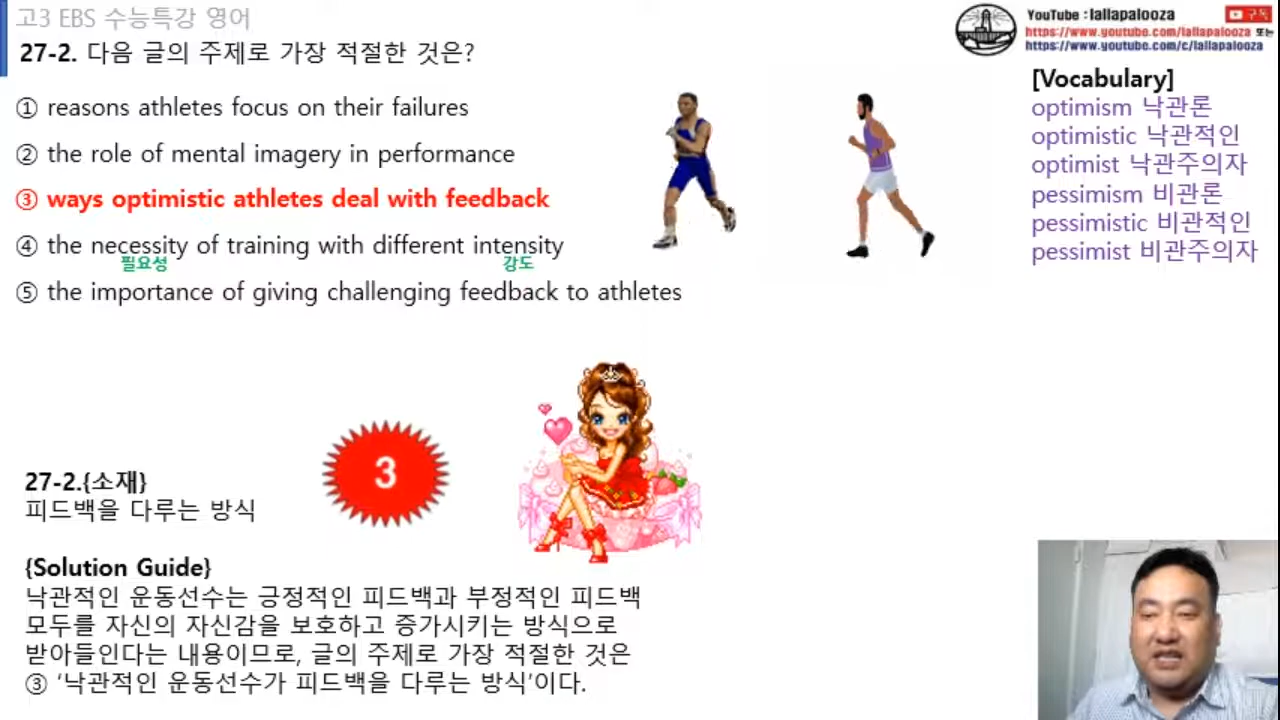 고3 EBS 수능특강 영어
27-2. 다음 글의 주제로 가장 적절한 것은?
① reasons athletes focus on their failures
② the role of mental imagery in performance
③ ways optimistic athletes deal with feedback
④ the necessity of training with different intensity
필요성 강도
⑤ the importance of giving challenging feedback to athletes
YouTube : lallapalooza 구독
https://www.youtube.com/lallapalooza 또는
https://www.youtube.com/c/lallapalooza
[Vocabulary]
optimism 낙관론
optimistic 낙관적인
optimist 낙관주의자
pessimism 비관론
pessimistic 비관적인
pessimist 비관주의자
3
27-2.{소재}
피드백을 다루는 방식
{Solution Guide}
낙관적인 운동선수는 긍정적인 피드백과 부정적인 피드백
모두를 자신의 자신감을 보호하고 증가시키는 방식으로
받아들인다는 내용이므로, 글의 주제로 가장 적절한 것은
③ ‘낙관적인 운동선수가 피드백을 다루는 방식’이다.